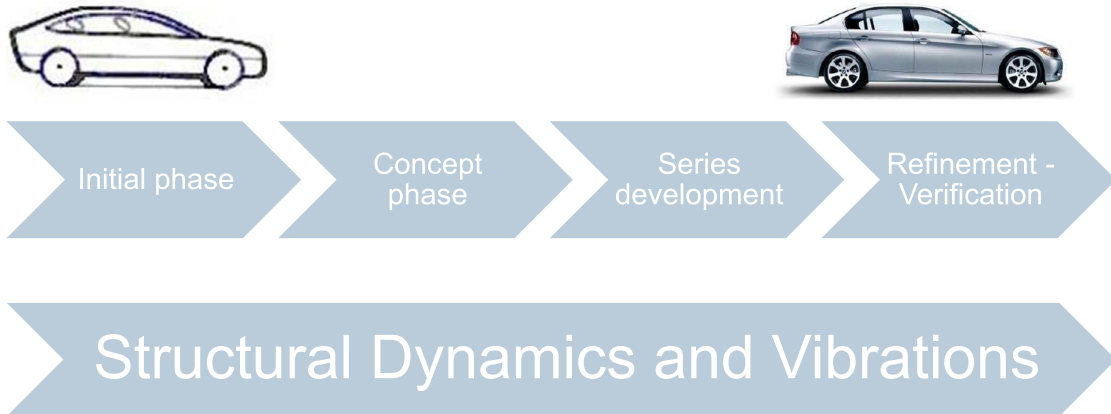 Initial phase
Concept
phase
Series
development
Refinement -
Verification
Structural Dynamics and Vibrations